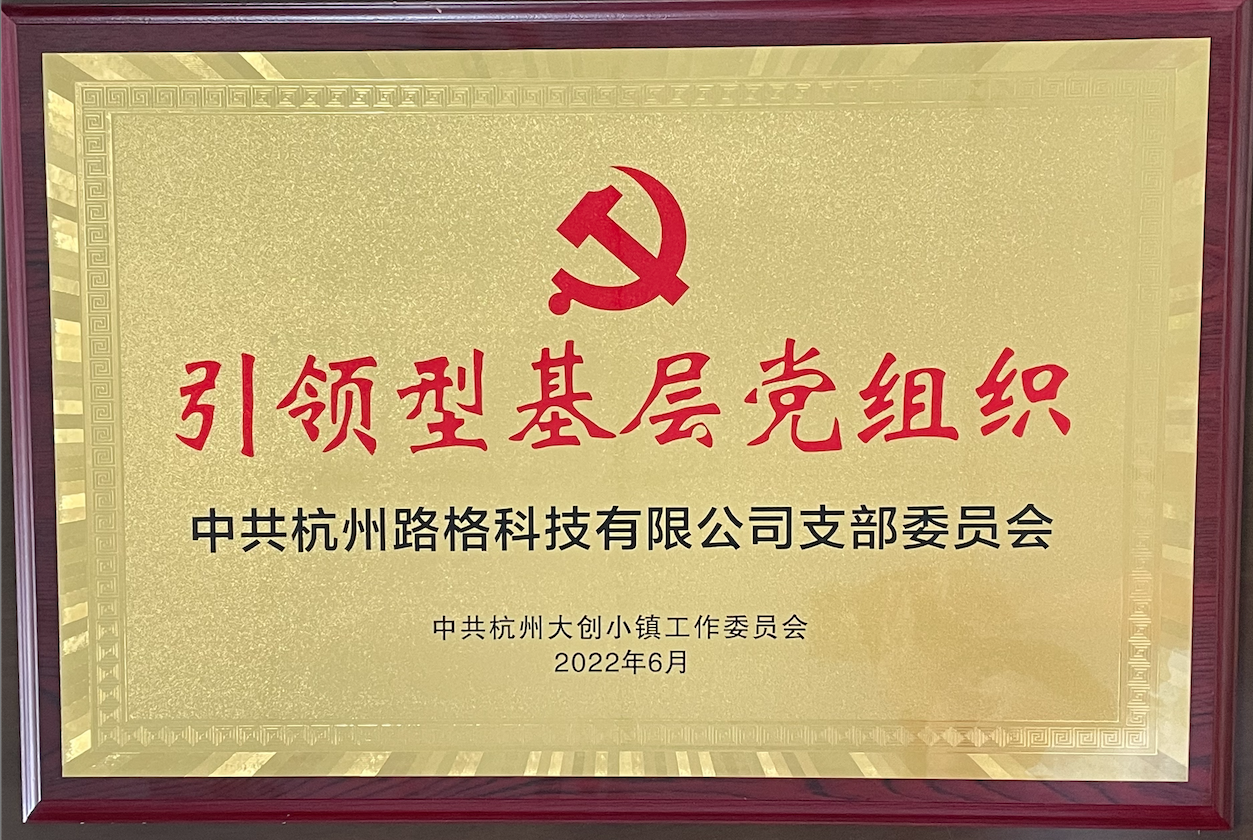 引领型基层党组织
中共杭州路格科技有限公司支部委员会
中共杭州大创小镇工作委员会
2022年6月